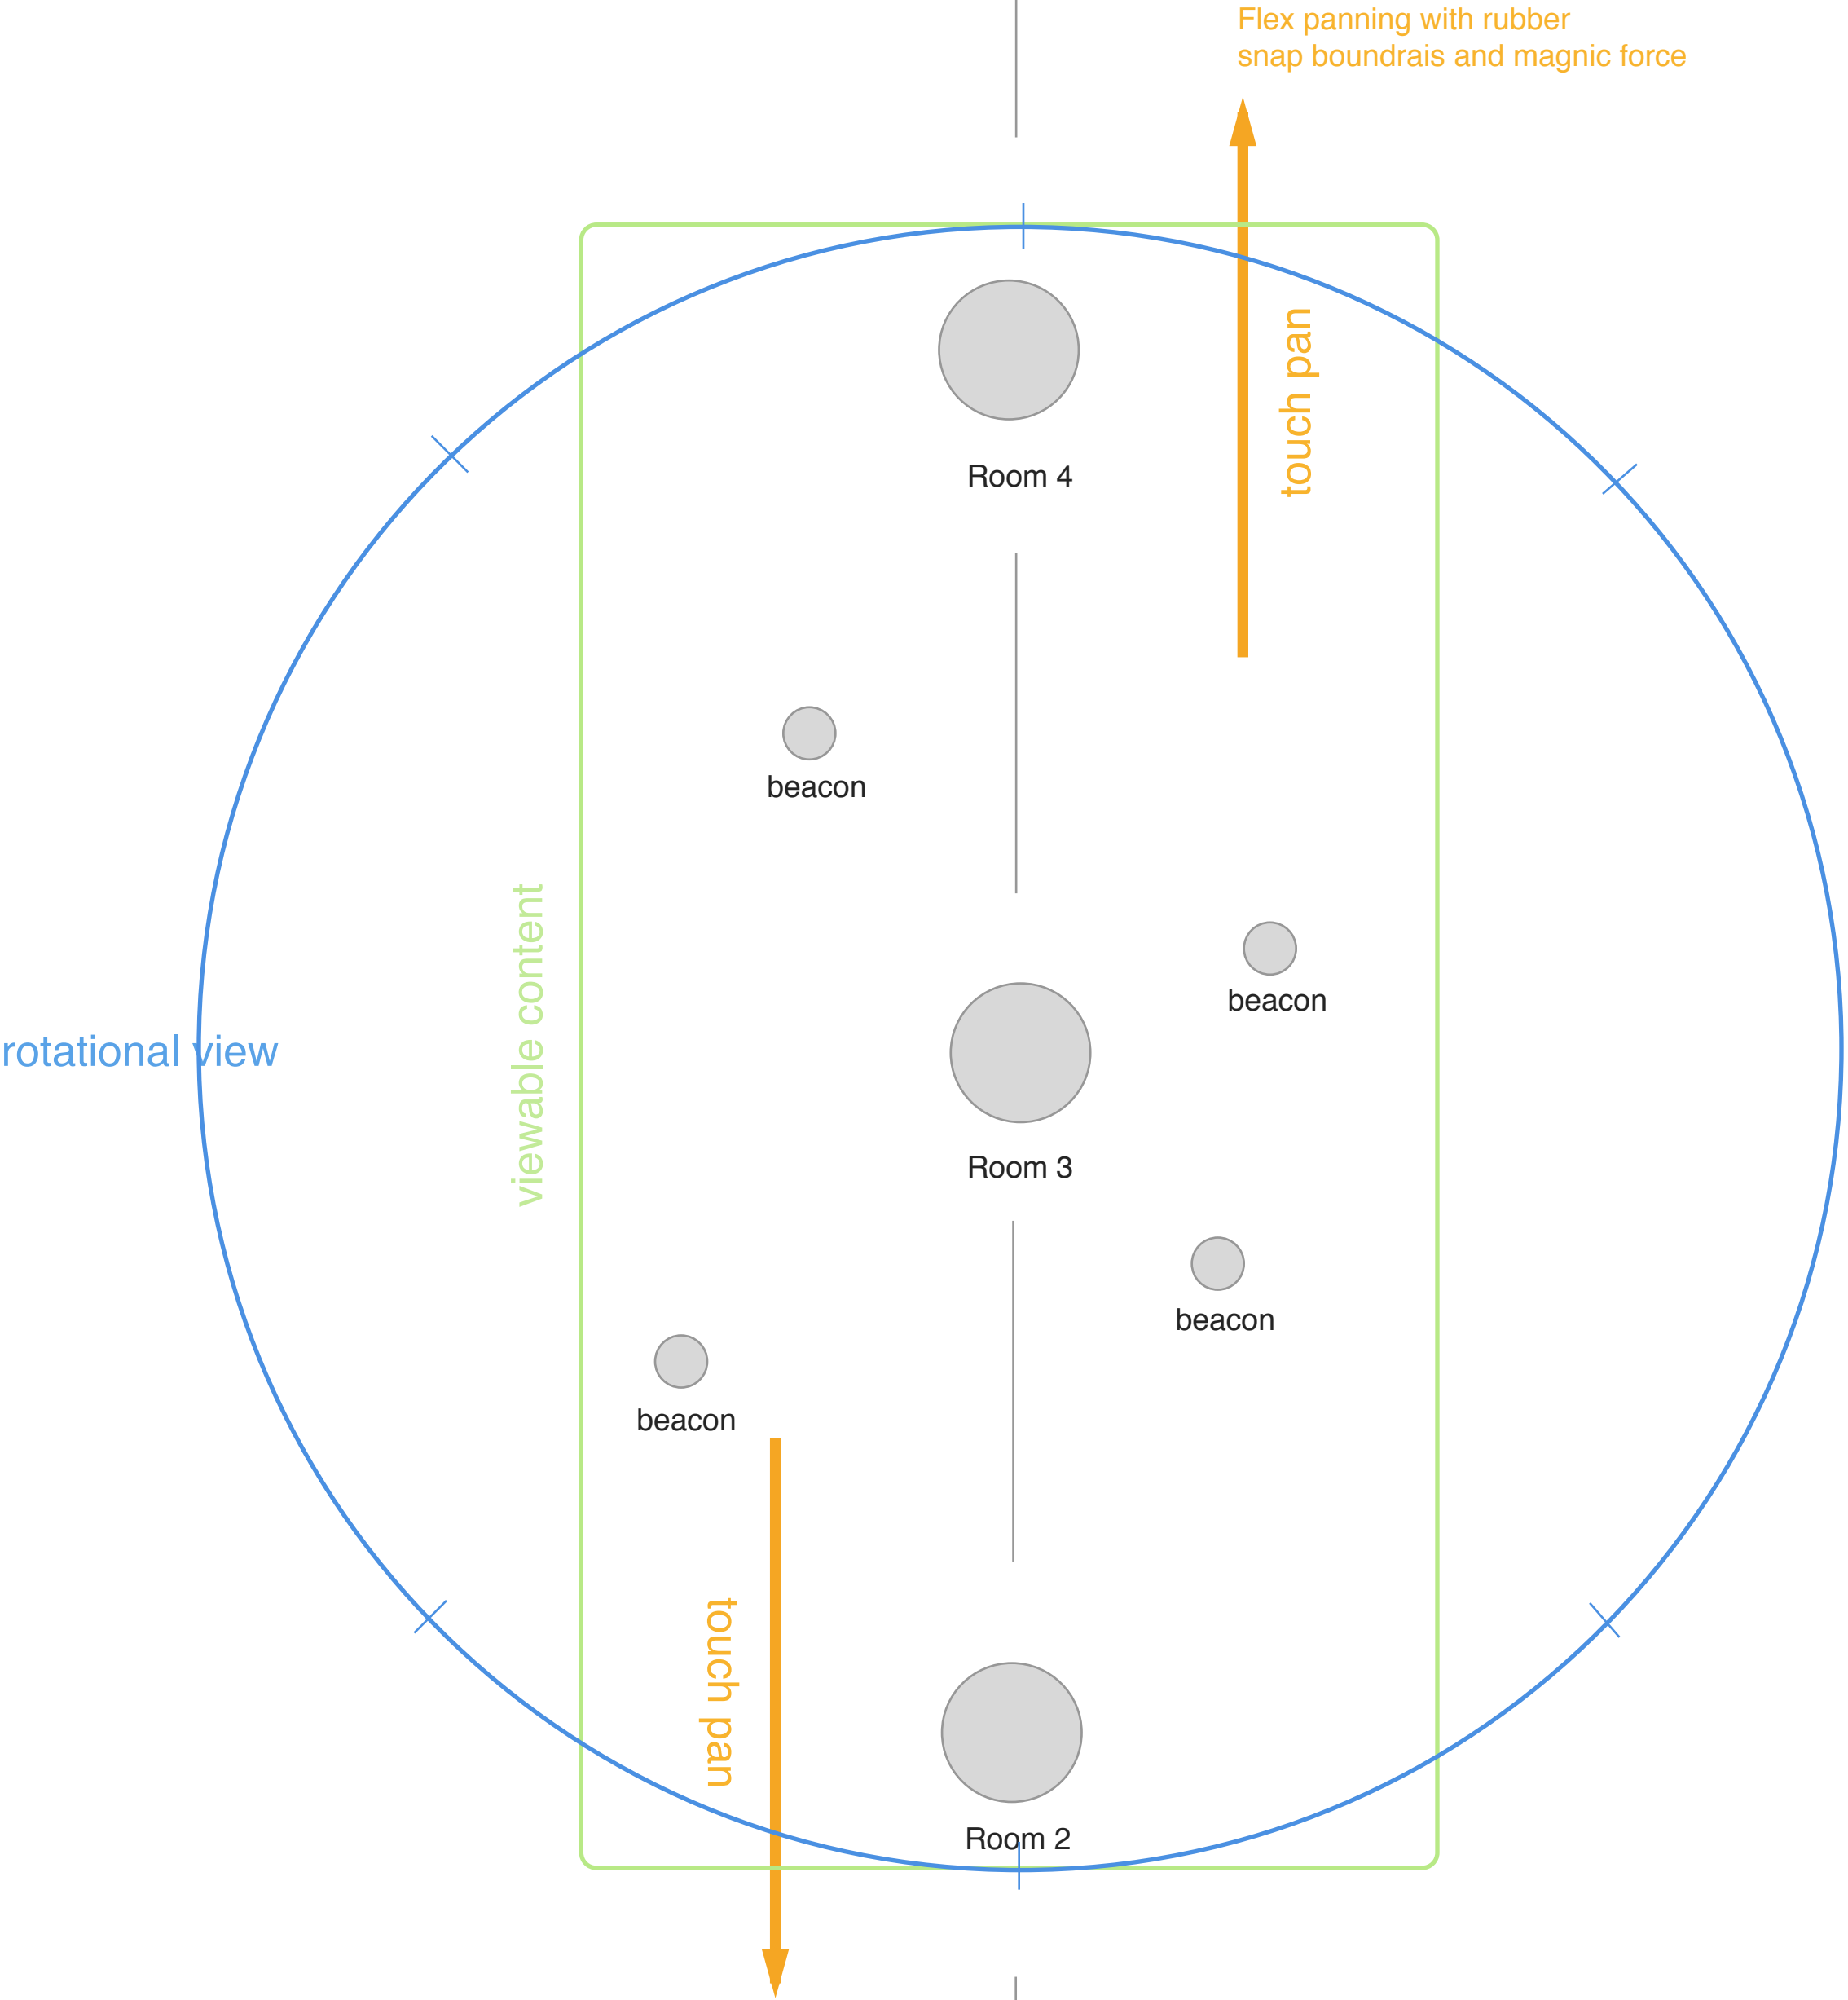 Flex panning with rubber
snap boundrais and magnic force
touch pan
Room 4
beacon
beacon
viewable content
rotational view
Room 3
beacon
beacon
touch pan
Room 2